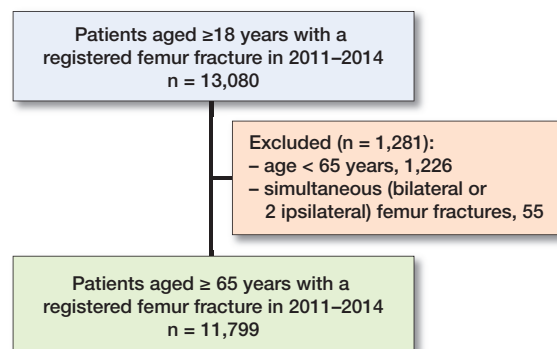 Patients aged ≥18 years with a
registered femur fracture in 2011–2014
n = 13,080
Excluded (n = 1,281):
– age < 65 years, 1,226
– simultaneous (bilateral or
2 ipsilateral) femur fractures, 55
Patients aged ≥ 65 years with a
registered femur fracture in 2011–2014
n = 11,799